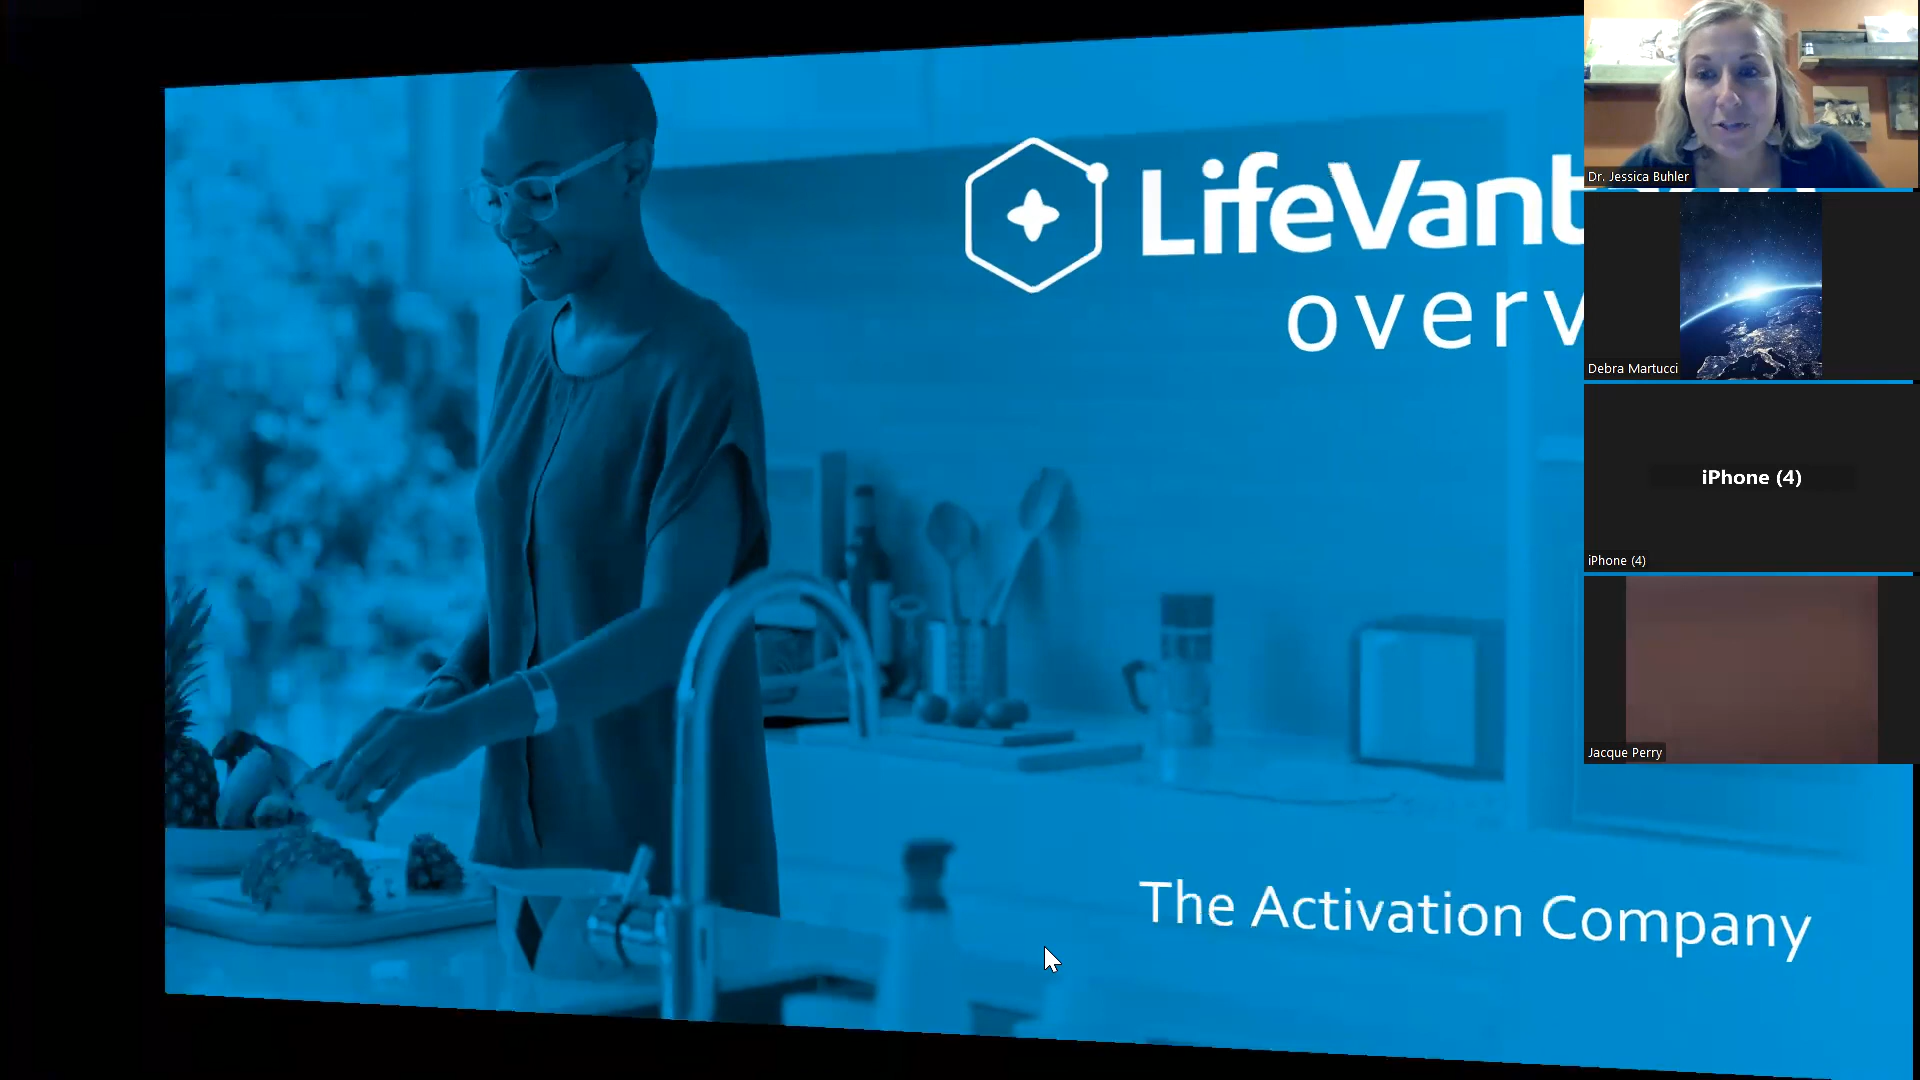 LifeVant
overv
The Activation Company
Dr. Jessica Buhler
Debra Martucci
iPhone (4)
iPhone (4)
Jacque Perry